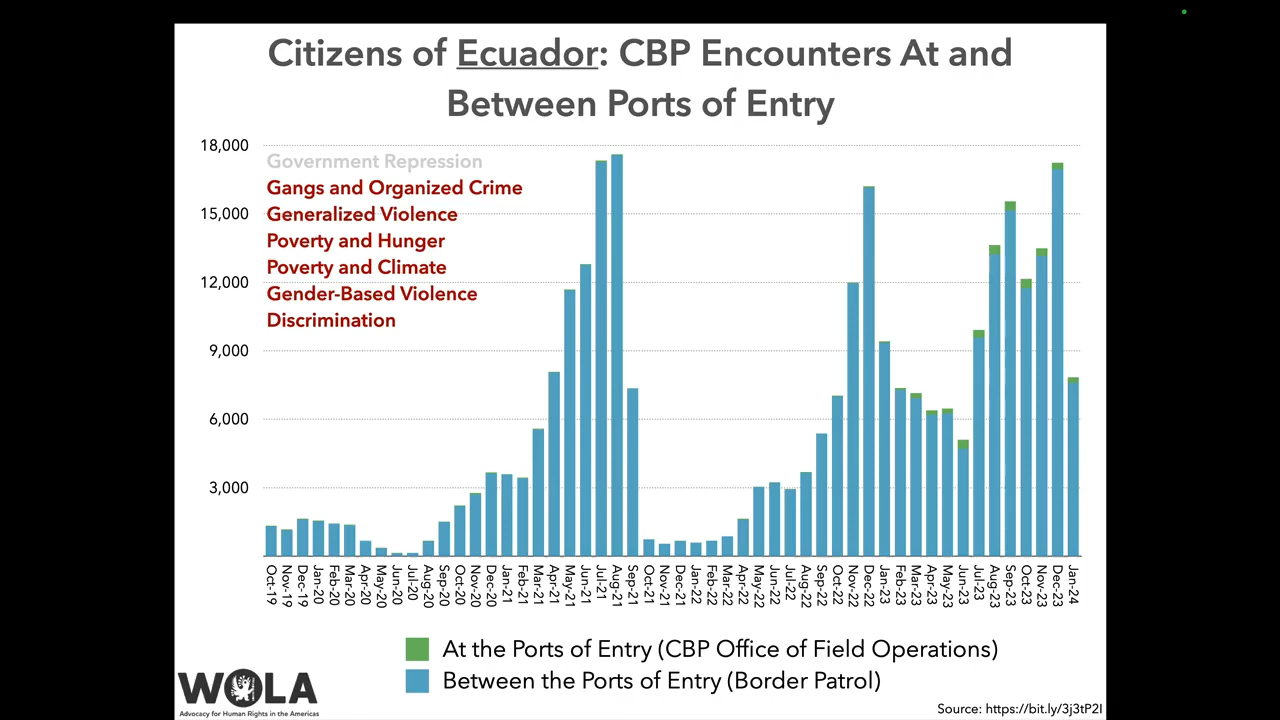 Citizens of Ecuador: CBP Encounters At and
Between Ports of Entry
18,000
15,000
12,000
9,000
6,000
3,000
Government Repression
Gangs and Organized Crime
Generalized Violence
Poverty and Hunger
Poverty and Climate
Gender-Based Violence
Discrimination
Oct-19
Nov-19
Dec-19
Jan-20
Feb-20
Mar-20
Apr-20
May-20
Jun-20
Jul-20
Aug-20
Sep-20
Oct-20
Nov-20
Dec-20
Jan-21
Feb-21
Mar-21
Apr-21
May-21
Jun-21
Jul-21
Aug-21
Sep-21
Oct-21
Nov-21
Dec-21
Jan-22
Feb-22
Mar-22
Apr-22
May-22
Jun-22
Jul-22
Aug-22
Sep-22
Oct-22
Nov-22
Dec-22
Jan-23
Feb-23
Mar-23
Apr-23
May-23
Jun-23
Jul-23
Aug-23
Sep-23
Oct-23
Nov-23
Dec-23
Jan-24
At the Ports of Entry (CBP Office of Field Operations)
Between the Ports of Entry (Border Patrol)
WOLA
Advocacy for Human Rights in the Americas
Source: https://bit.ly/3j3tP2I